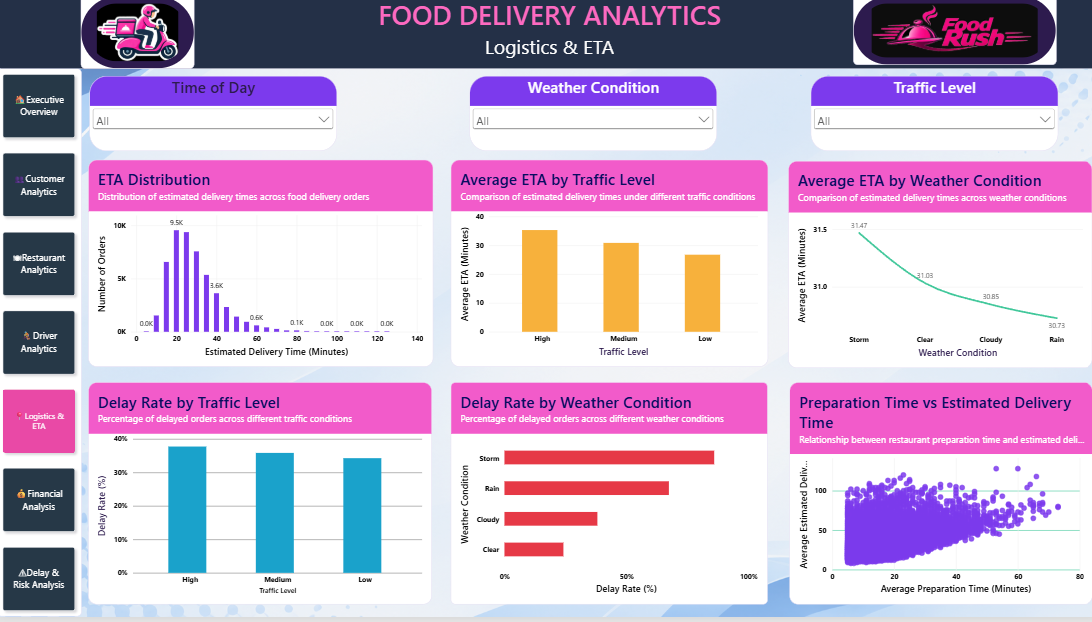 FOOD DELIVERY ANALYTICS
Logistics & ETA
Food
Rush
Executive
Overview
Customer
Analytics
Restaurant
Analytics
Driver
Analytics
Logistics &
ETA
Financial
Analysis
Delay &
Risk Analysis
Time of Day
All
Weather Condition
All
Traffic Level
All
ETA Distribution
Distribution of estimated delivery times across food delivery orders
Number of Orders
10K
5K
0K
0.0K
9.5K
3.6K
0.6K
0.1K
0.0K
0.0K
0.0K
0
20
40
60
80
100
120
140
Estimated Delivery Time (Minutes)
Average ETA by Traffic Level
Comparison of estimated delivery times under different traffic conditions
Average ETA (Minutes)
40
30
20
10
0
High
Medium
Low
Traffic Level
Average ETA by Weather Condition
Comparison of estimated delivery times across weather conditions
Average ETA (Minutes)
31.5
31.0
31.47
31.03
30.85
30.73
Storm
Clear
Cloudy
Rain
Weather Condition
Delay Rate by Traffic Level
Percentage of delayed orders across different traffic conditions
Delay Rate (%)
40%
30%
20%
10%
0%
High
Medium
Low
Traffic Level
Delay Rate by Weather Condition
Percentage of delayed orders across different weather conditions
Weather Condition
Storm
Rain
Cloudy
Clear
0%
50%
100%
Delay Rate (%)
Preparation Time vs Estimated Delivery
Time
Relationship between restaurant preparation time and estimated deli...
Average Estimated Deliv...
100
50
0
0
20
40
60
80
Average Preparation Time (Minutes)